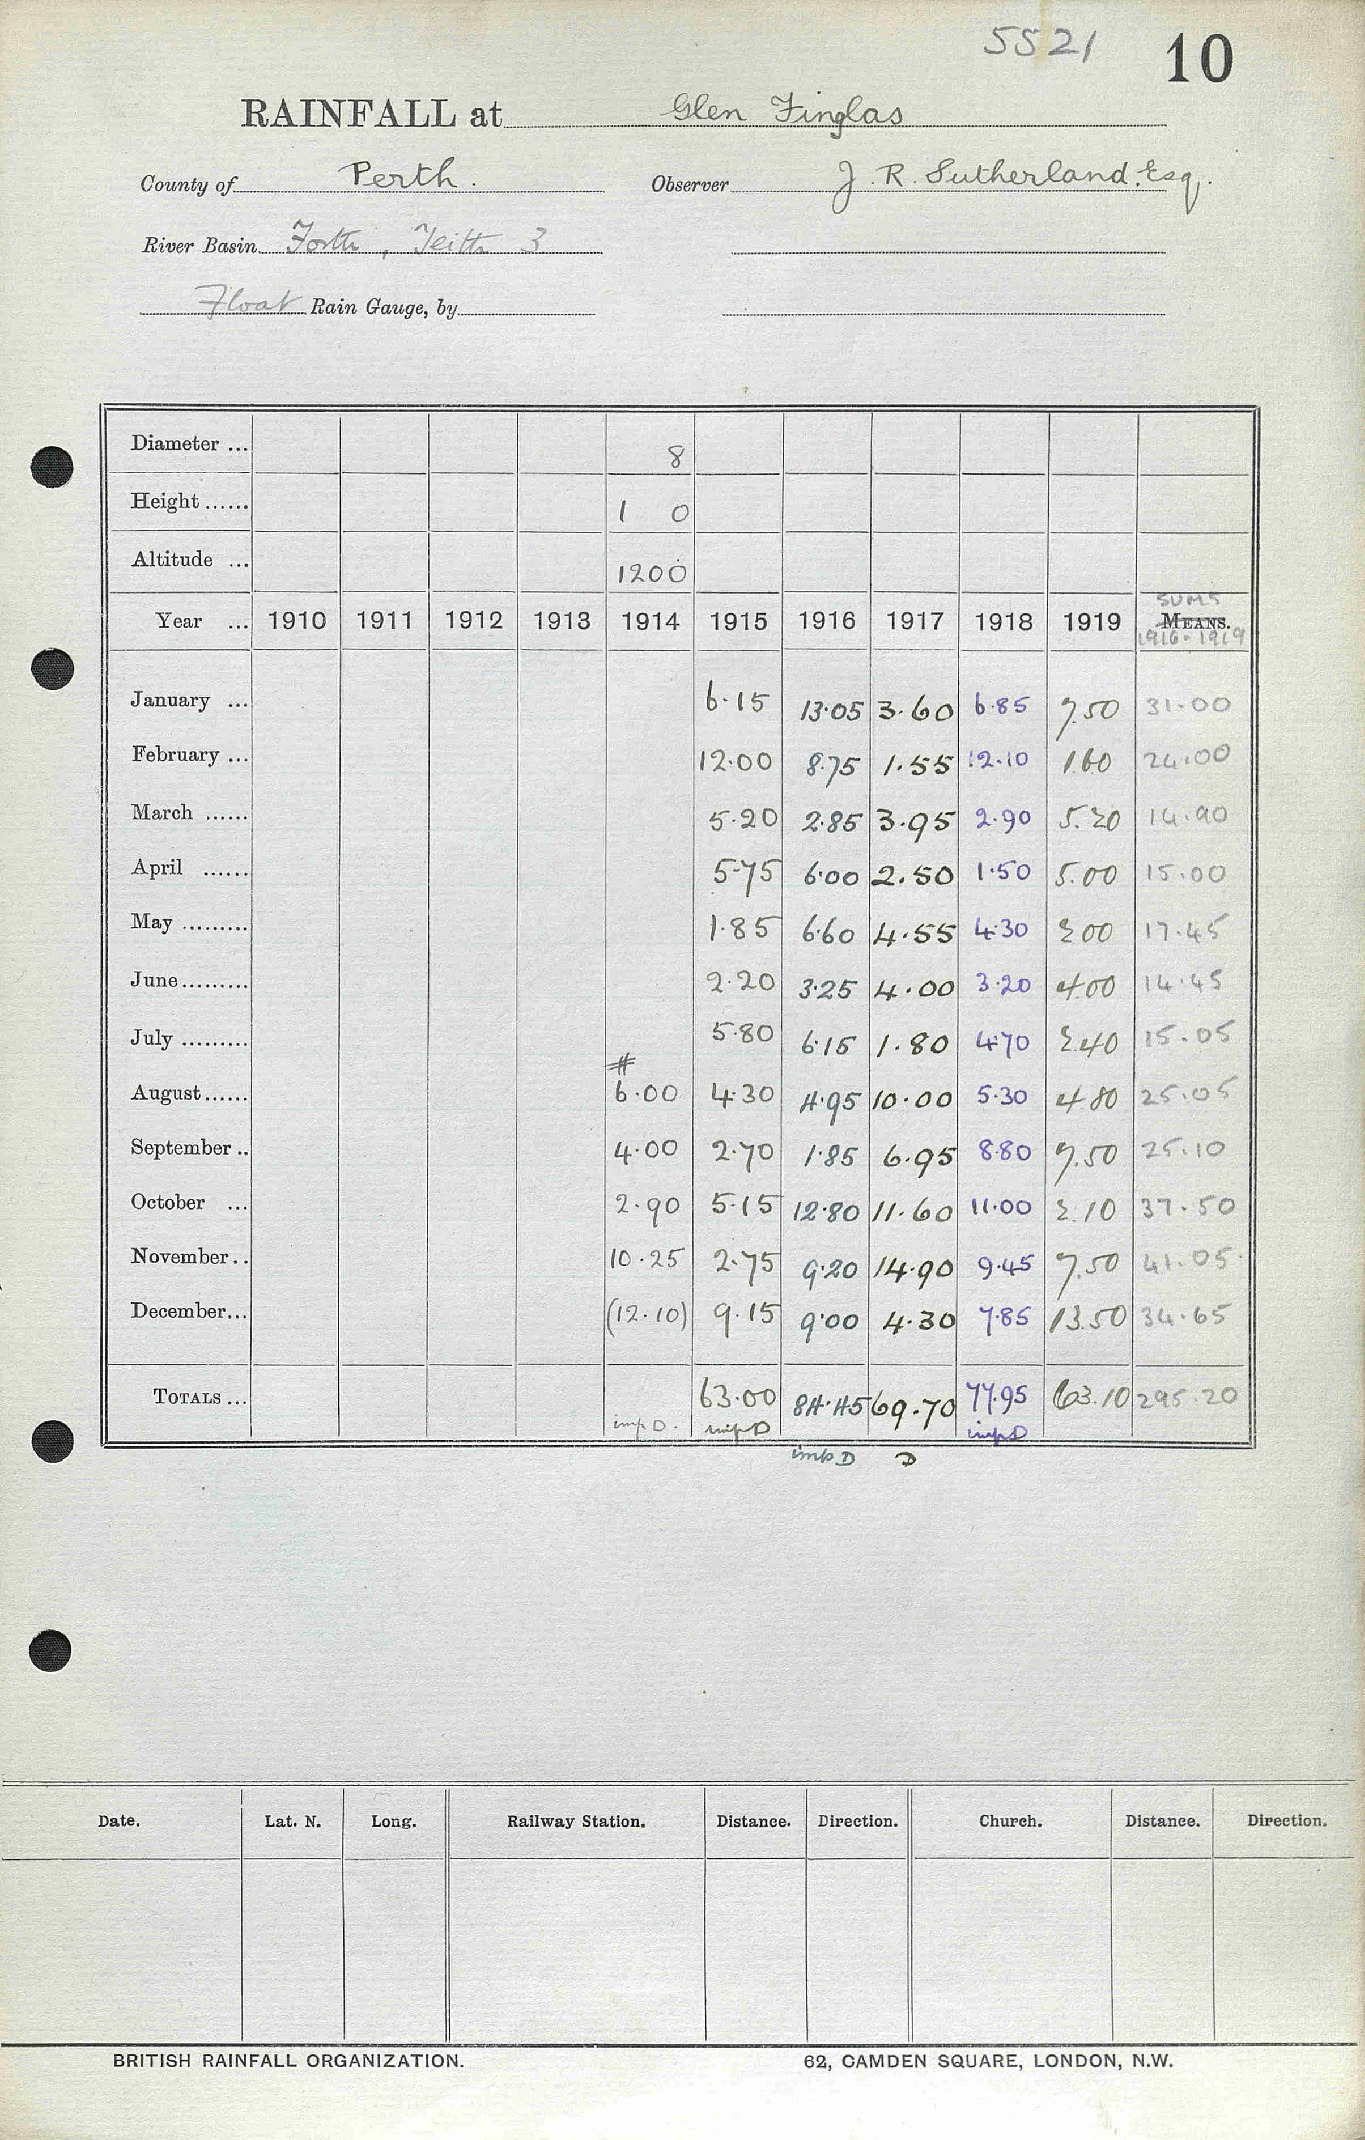 5521 10
RAINFALL at Glen Finglas
County of Perth. Observer J. R. Sutherland. Esq.
River Basin Forth, Teith 3
Float Rain Gauge, by
Diameter ... 8
Height ...... 1 0
Altitude ... 1200
SUMS
Year ... 1910 1911 1912 1913 1914 1915 1916 1917 1918 1919 MEANS.
1916-1919
January ... 6.15 13.05 3.60 6.85 7.50 31.00
February ... 12.00 8.75 1.55 12.10 1.60 24.00
March ...... 5.20 2.85 3.95 2.90 5.20 14.90
April ...... 5.75 6.00 2.50 1.50 5.00 15.00
May ......... 1.85 6.60 4.55 4.30 2.00 17.45
June ......... 2.20 3.25 4.00 3.20 4.00 14.45
July ......... 5.80 6.15 1.80 4.70 2.40 15.05
#
August ...... 6.00 4.30 4.95 10.00 5.30 4.80 25.05
September .. 4.00 2.70 1.85 6.95 8.80 7.50 25.10
October ... 2.90 5.15 12.80 11.60 11.00 2.10 37.50
November .. 10.25 2.75 9.20 14.90 9.45 7.50 41.05
December ... (12.10) 9.15 9.00 4.30 7.85 13.50 34.65
TOTALS ... 63.00 84.45 69.70 77.95 63.10 295.20
imp D. imp D imp D
imp D D
Date. Lat. N. Long. Railway Station. Distance. Direction. Church. Distance. Direction.
BRITISH RAINFALL ORGANIZATION. 62, CAMDEN SQUARE, LONDON, N.W.